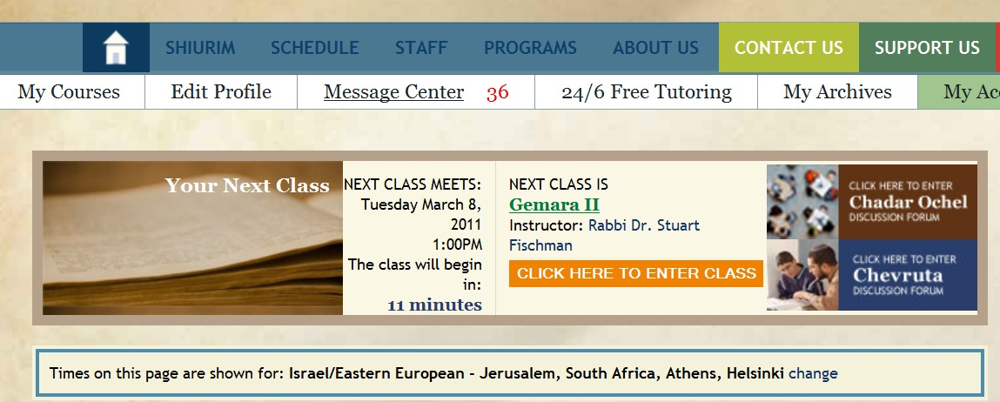 SHIURIM SCHEDULE STAFF PROGRAMS ABOUT US CONTACT US SUPPORT US
My Courses Edit Profile Message Center 36 24/6 Free Tutoring My Archives
Your Next Class
NEXT CLASS MEETS:
Tuesday March 8,
2011
1:00PM
The class will begin
in:
11 minutes
NEXT CLASS IS
Gemara II
Instructor: Rabbi Dr. Stuart
Fischman
CLICK HERE TO ENTER CLASS
CLICK HERE TO ENTER
Chadar Ochel
DISCUSSION FORUM
CLICK HERE TO ENTER
Chevruta
DISCUSSION FORUM
Times on this page are shown for: Israel/Eastern European - Jerusalem, South Africa, Athens, Helsinki change